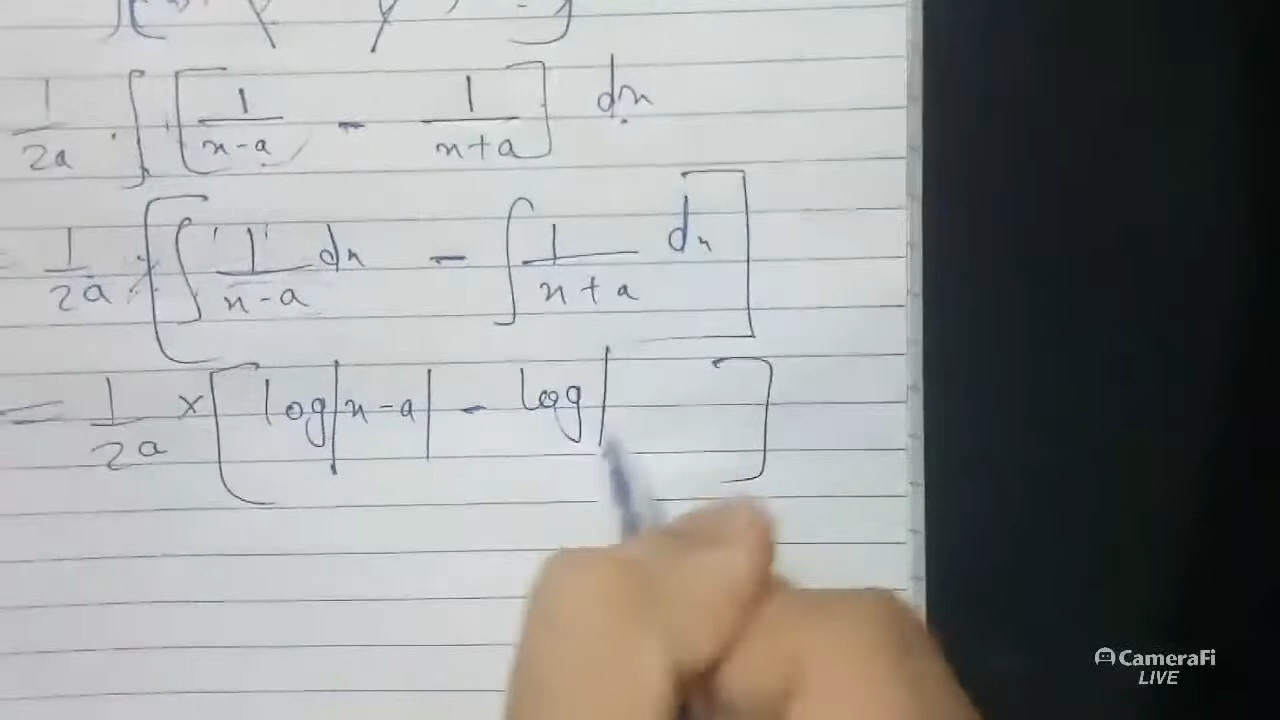 1/2a . ∫ [1/x-a - 1/x+a] dx
= 1/2a [∫ 1/x-a dx - ∫ 1/x+a dx]
= 1/2a × [log|x-a| - log| ]
CameraFi
LIVE